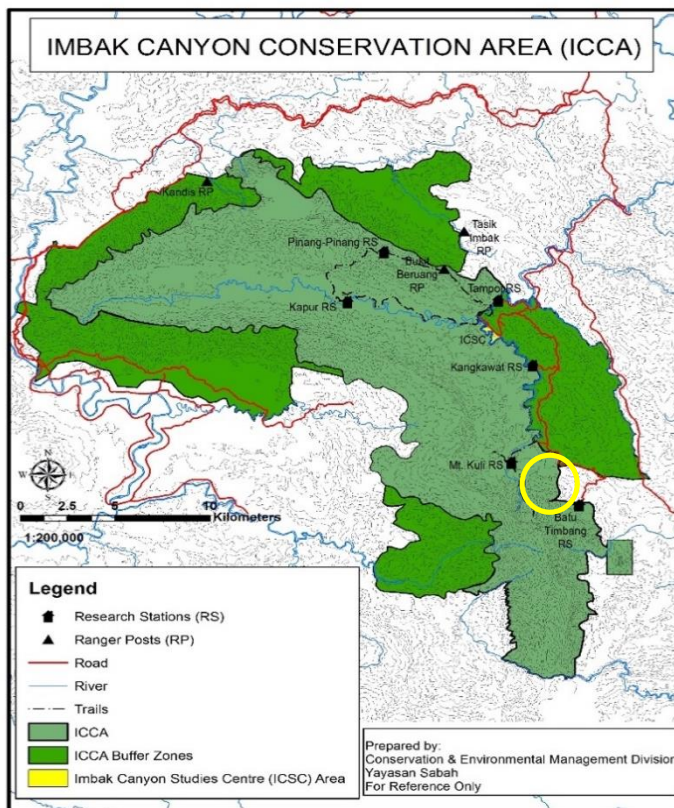 IMBAK CANYON CONSERVATION AREA (ICCA)
Kandis RP
Tasik
Imbak
RP
Pinang-Pinang RS
Bukit
Beruang
RP
Tampoi RS
Kapur RS
ICSC
Kangkawat RS
Mt. Kuli RS
Batu
Timbang
RS
N
W
E
S
0 2.5 5 10
Kilometers
1:200,000
Legend
Research Stations (RS)
Ranger Posts (RP)
Road
River
Trails
ICCA
ICCA Buffer Zones
Imbak Canyon Studies Centre (ICSC) Area
Prepared by:
Conservation & Environmental Management Division
Yayasan Sabah
For Reference Only